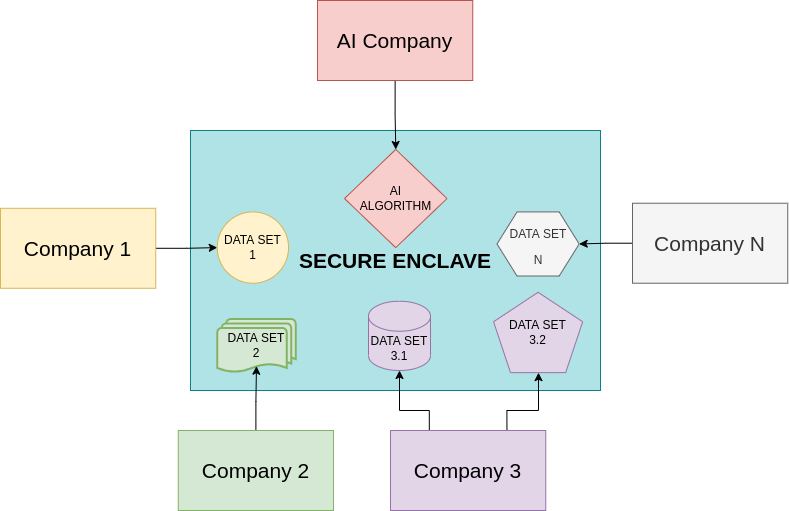 AI Company
AI
ALGORITHM
Company 1
DATA SET
1
DATA SET
N
Company N
SECURE ENCLAVE
DATA SET
2
DATA SET
3.1
DATA SET
3.2
Company 2
Company 3